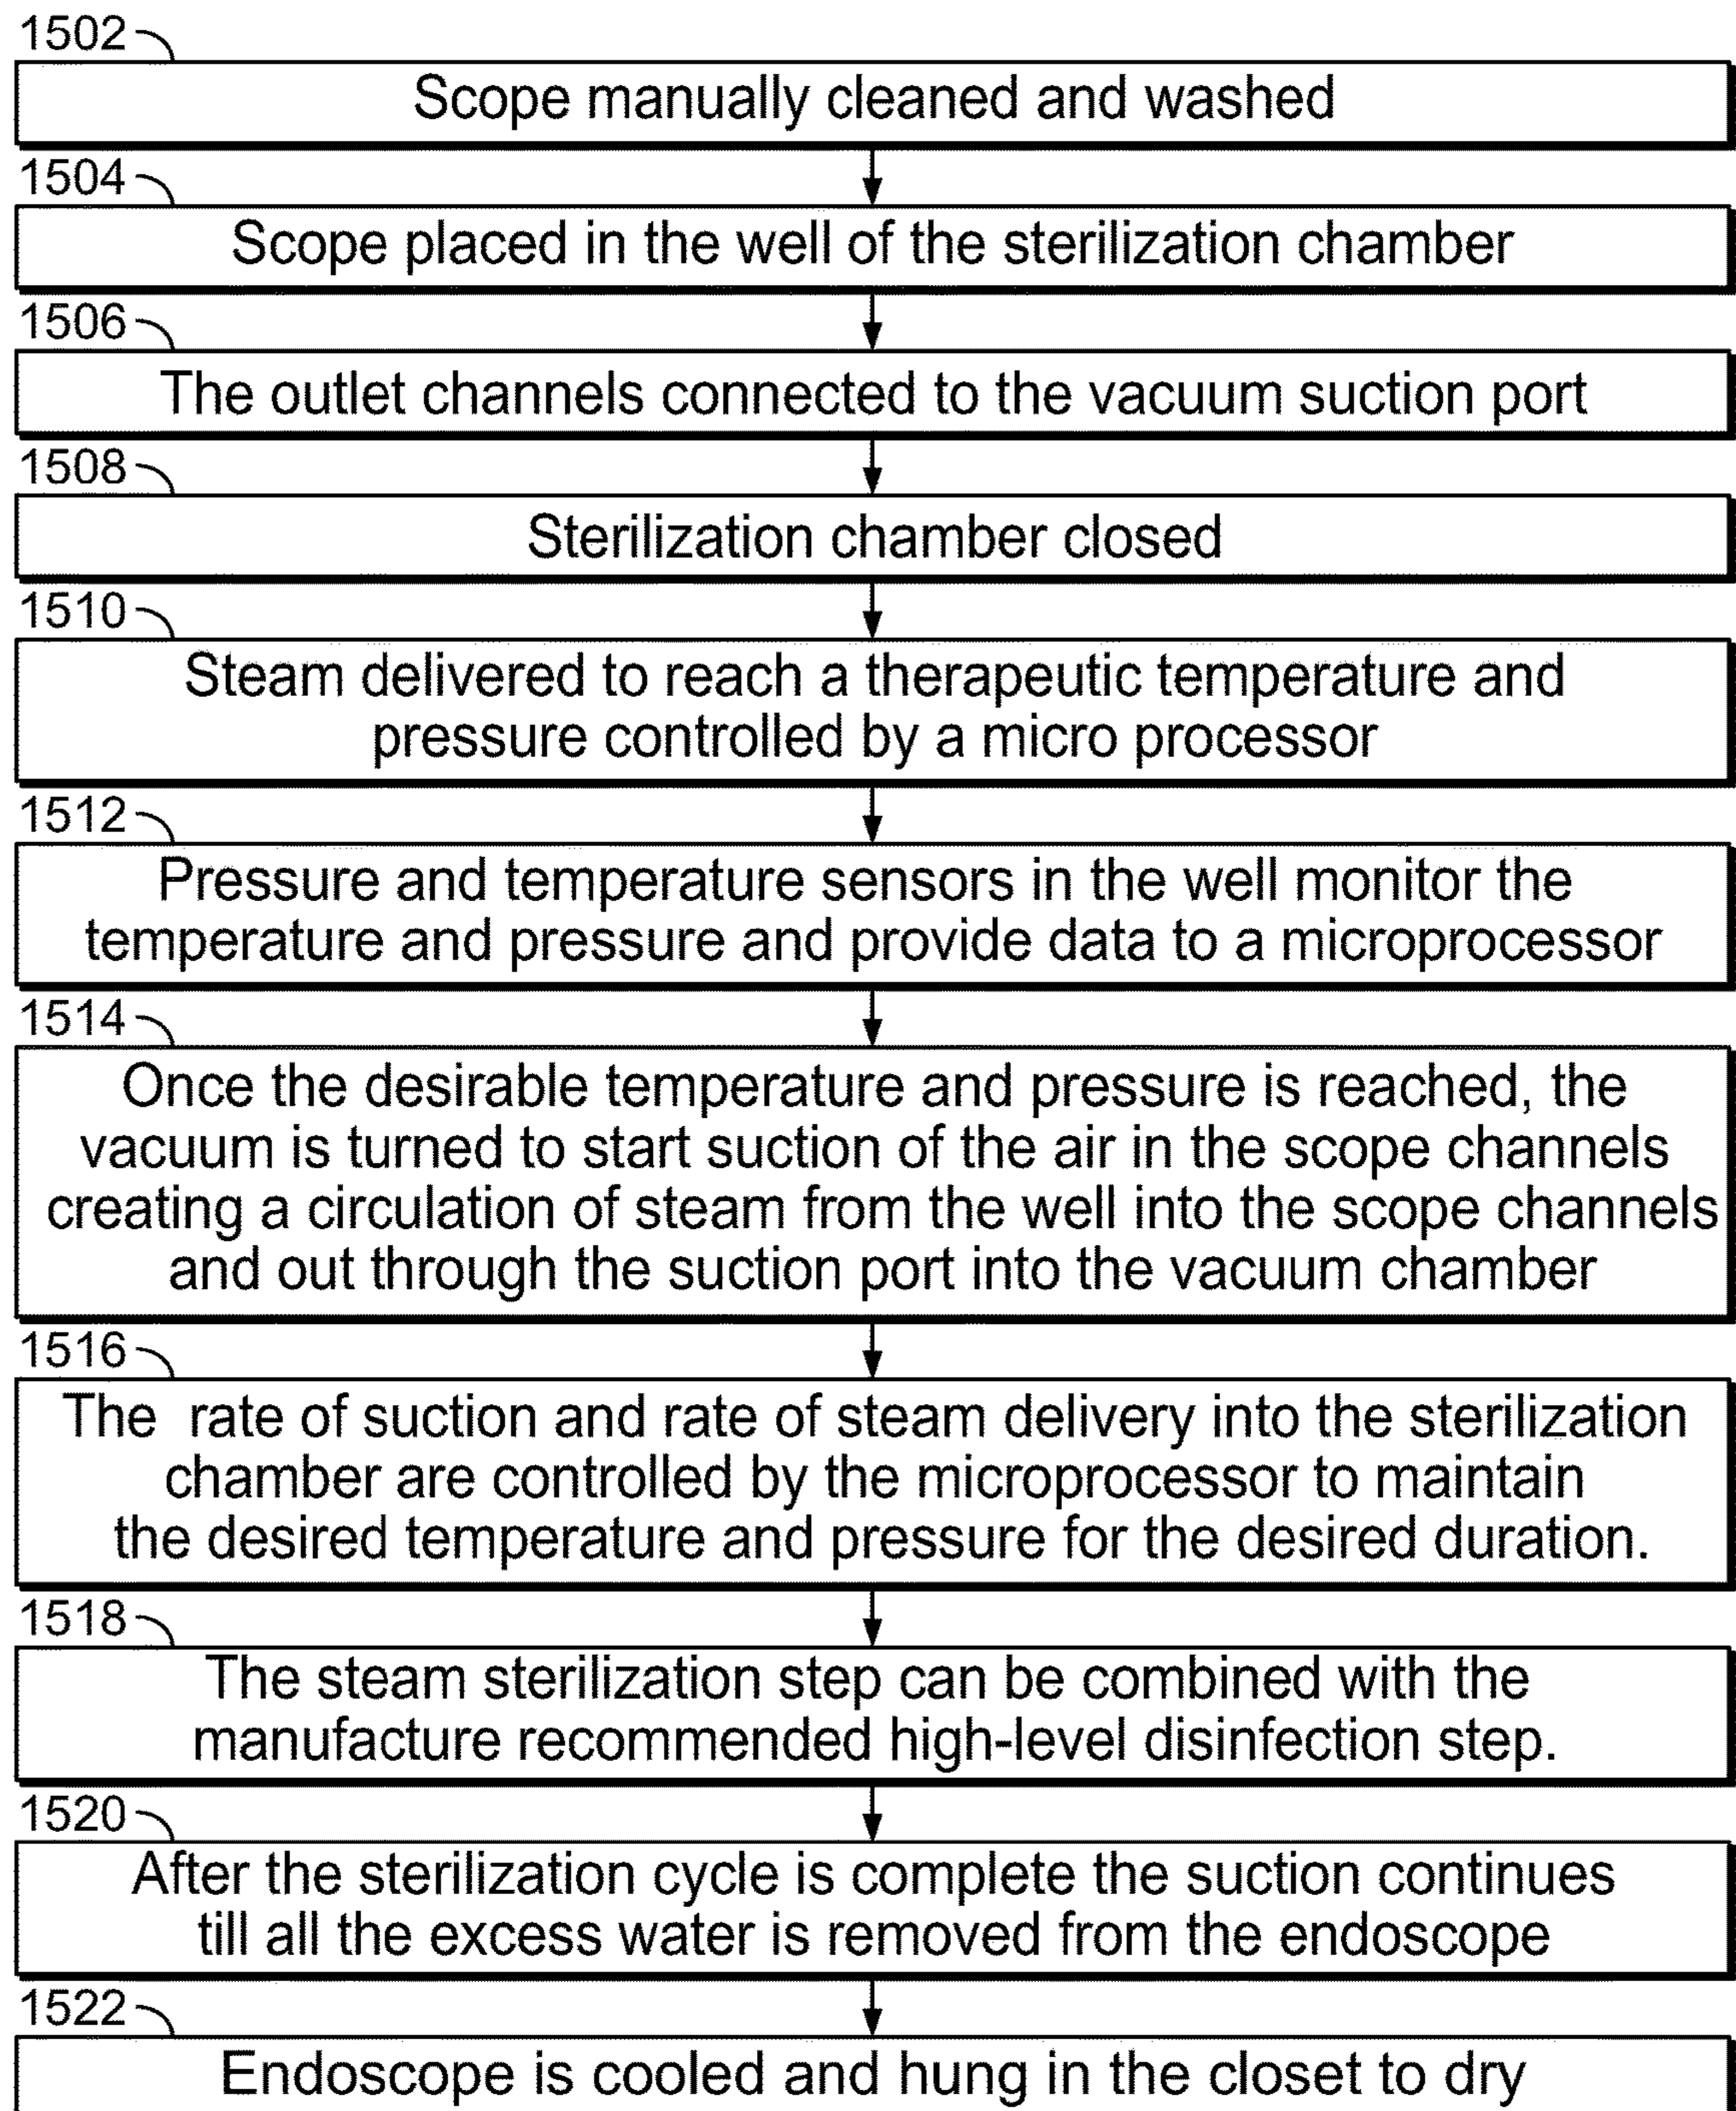 1502
Scope manually cleaned and washed
1504
Scope placed in the well of the sterilization chamber
1506
The outlet channels connected to the vacuum suction port
1508
Sterilization chamber closed
1510
Steam delivered to reach a therapeutic temperature and
pressure controlled by a micro processor
1512
Pressure and temperature sensors in the well monitor the
temperature and pressure and provide data to a microprocessor
1514
Once the desirable temperature and pressure is reached, the
vacuum is turned to start suction of the air in the scope channels
creating a circulation of steam from the well into the scope channels
and out through the suction port into the vacuum chamber
1516
The rate of suction and rate of steam delivery into the sterilization
chamber are controlled by the microprocessor to maintain
the desired temperature and pressure for the desired duration.
1518
The steam sterilization step can be combined with the
manufacture recommended high-level disinfection step.
1520
After the sterilization cycle is complete the suction continues
till all the excess water is removed from the endoscope
1522
Endoscope is cooled and hung in the closet to dry